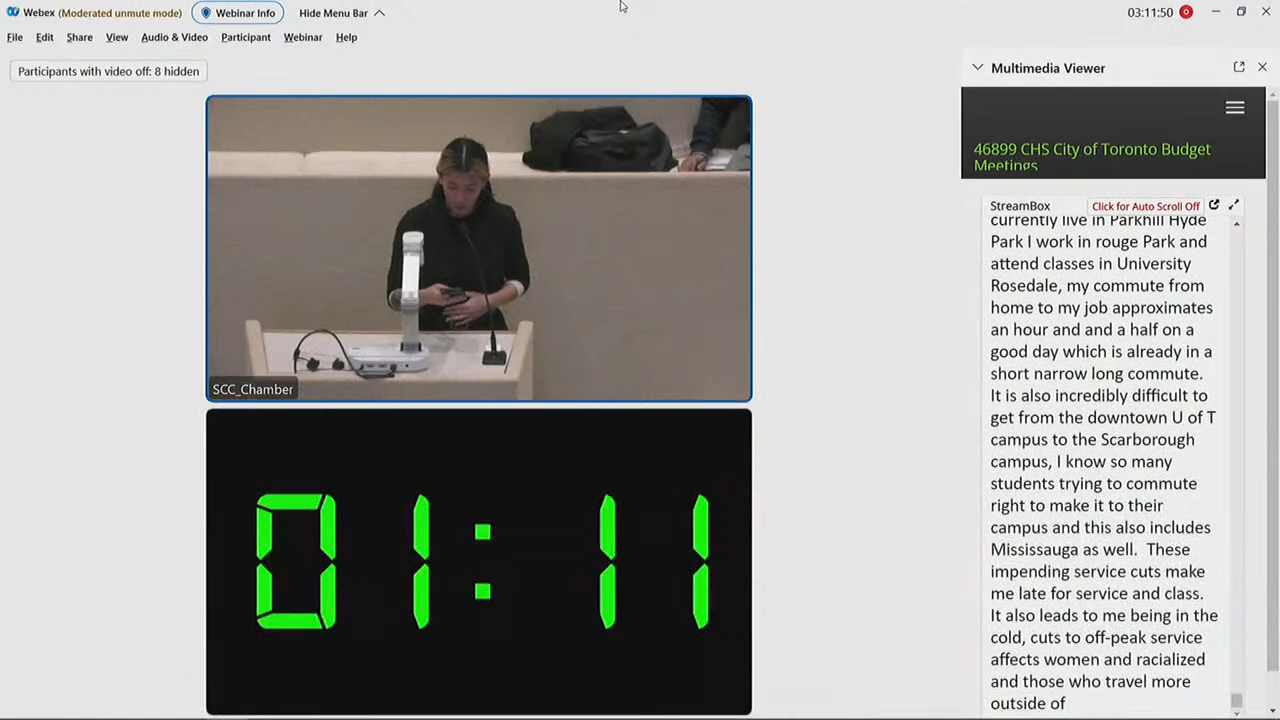 Webex (Moderated unmute mode) Webinar Info Hide Menu Bar 03:11:50
File Edit Share View Audio & Video Participant Webinar Help
Participants with video off: 8 hidden
Multimedia Viewer
46899 CHS City of Toronto Budget
Meetings
StreamBox Click for Auto Scroll Off
currently live in Parkhill Hyde
Park I work in rouge Park and
attend classes in University
Rosedale, my commute from
home to my job approximates
an hour and and a half on a
good day which is already in a
short narrow long commute.
It is also incredibly difficult to
get from the downtown U of T
campus to the Scarborough
campus, I know so many
students trying to commute
right to make it to their
campus and this also includes
Mississauga as well. These
impending service cuts make
me late for service and class.
It also leads to me being in the
cold, cuts to off-peak service
affects women and racialized
and those who travel more
outside of
SCC_Chamber
01:11